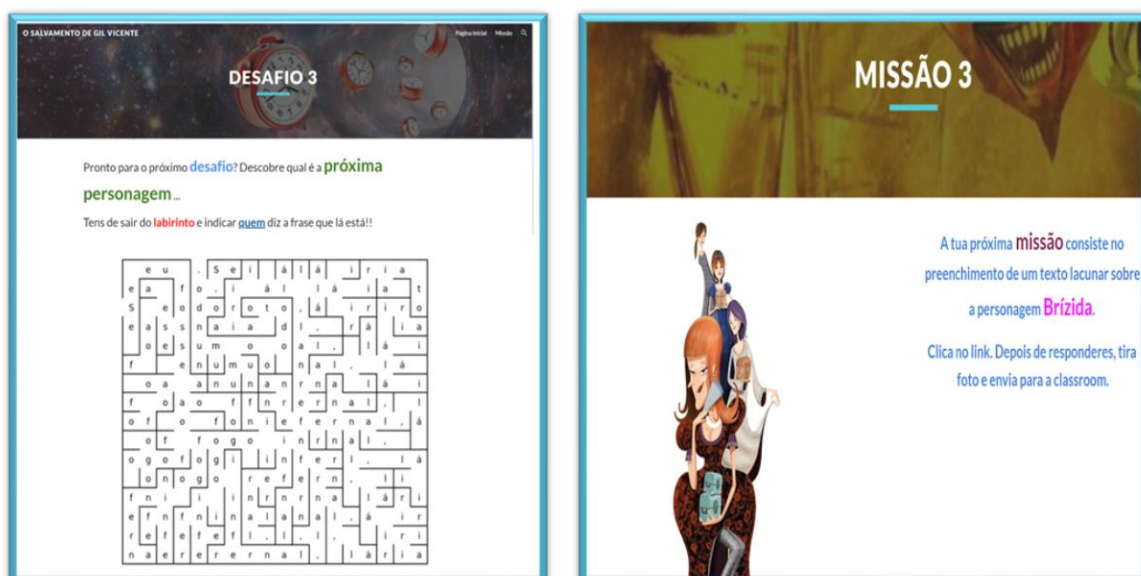 O SALVAMENTO DE GIL VICENTE
Página inicial Missão
DESAFIO 3
Pronto para o próximo desafio? Descobre qual é a próxima
personagem ...
Tens de sair do labirinto e indicar quem diz a frase que lá está!!
e u . S e i l á l á i r i a
e a f o . i á l l á i a t
S e o d o r o t o . l á i r i r o
e a s s n a i a d l , r á i a
o e s u m o o a l , l á i
f e n u m u o n a l , l á
o a a n u n a n r n a l á i
f o a o f f n r e r n a l , l
o f o f o n i e f e r n a l , á
o f f o g o i n r n a l ,
o g o f o g i i n f e r l , l á
o n o g o r e f e r n , l i
f n i i i n r n r n a l á r i
e f n f n i n a l a n a l , á i r
r e f e f e f l , l , l , i r i
n a e r e r e r n a l , l á r i a
MISSÃO 3
A tua próxima missão consiste no
preenchimento de um texto lacunar sobre
a personagem Brízida.
Clica no link. Depois de responderes, tira
foto e envia para a classroom.